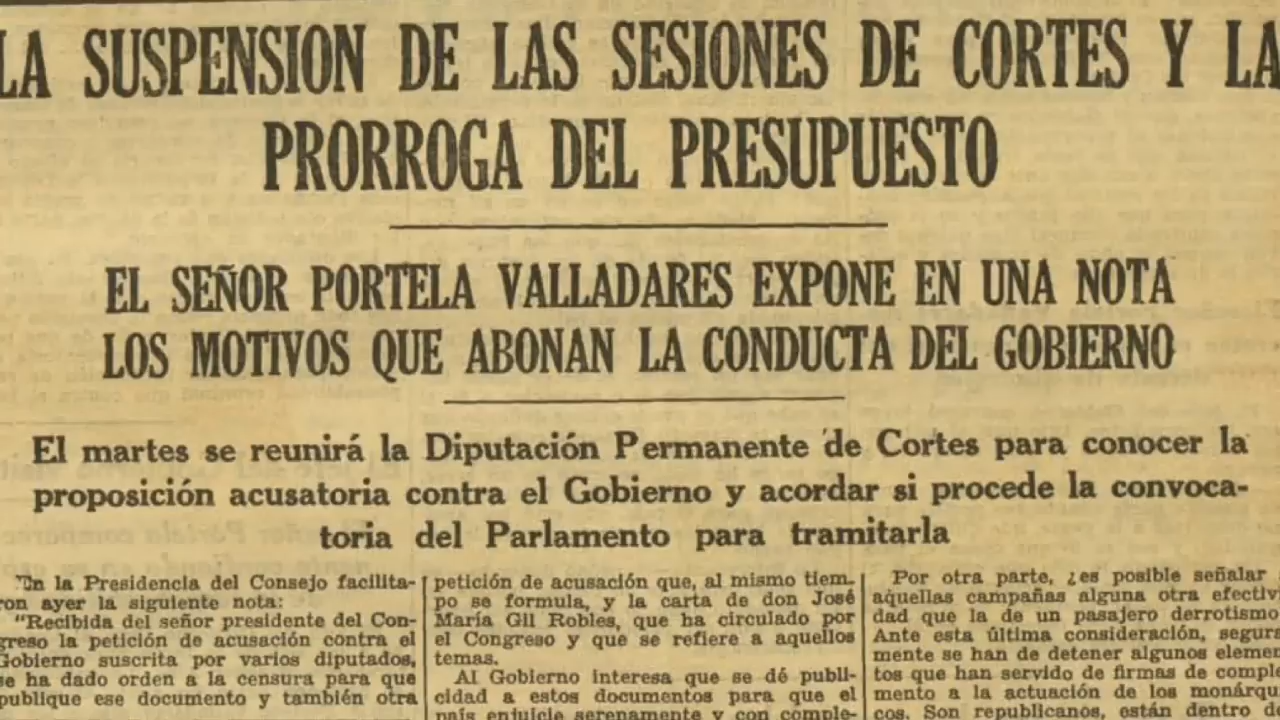 LA SUSPENSION DE LAS SESIONES DE CORTES Y LA
PRORROGA DEL PRESUPUESTO
EL SEÑOR PORTELA VALLADARES EXPONE EN UNA NOTA
LOS MOTIVOS QUE ABONAN LA CONDUCTA DEL GOBIERNO
El martes se reunirá la Diputación Permanente de Cortes para conocer la
proposición acusatoria contra el Gobierno y acordar si procede la convoca-
toria del Parlamento para tramitarla
En la Presidencia del Consejo facilita-
ron ayer la siguiente nota:
"Recibida del señor presidente del Con-
greso la petición de acusación contra el
Gobierno suscrita por varios diputados,
se ha dado orden a la censura para que
publique ese documento y también otra
petición de acusación que, al mismo tiem-
po se formula, y la carta de don José
María Gil Robles, que ha circulado por
el Congreso y que se refiere a aquellos
temas.
Al Gobierno interesa que se dé publi-
cidad a estos documentos para que el
país enjuicie serenamente y con comple-
Por otra parte, ¿es posible señalar
aquellas campañas alguna otra efectivi
dad que la de un pasajero derrotismo
Ante esta última consideración, segura
mente se han de detener algunos elemen
tos que han servido de firmas de comple
mento a la actuación de los monárqu
cos. Son republicanos, están dentro de